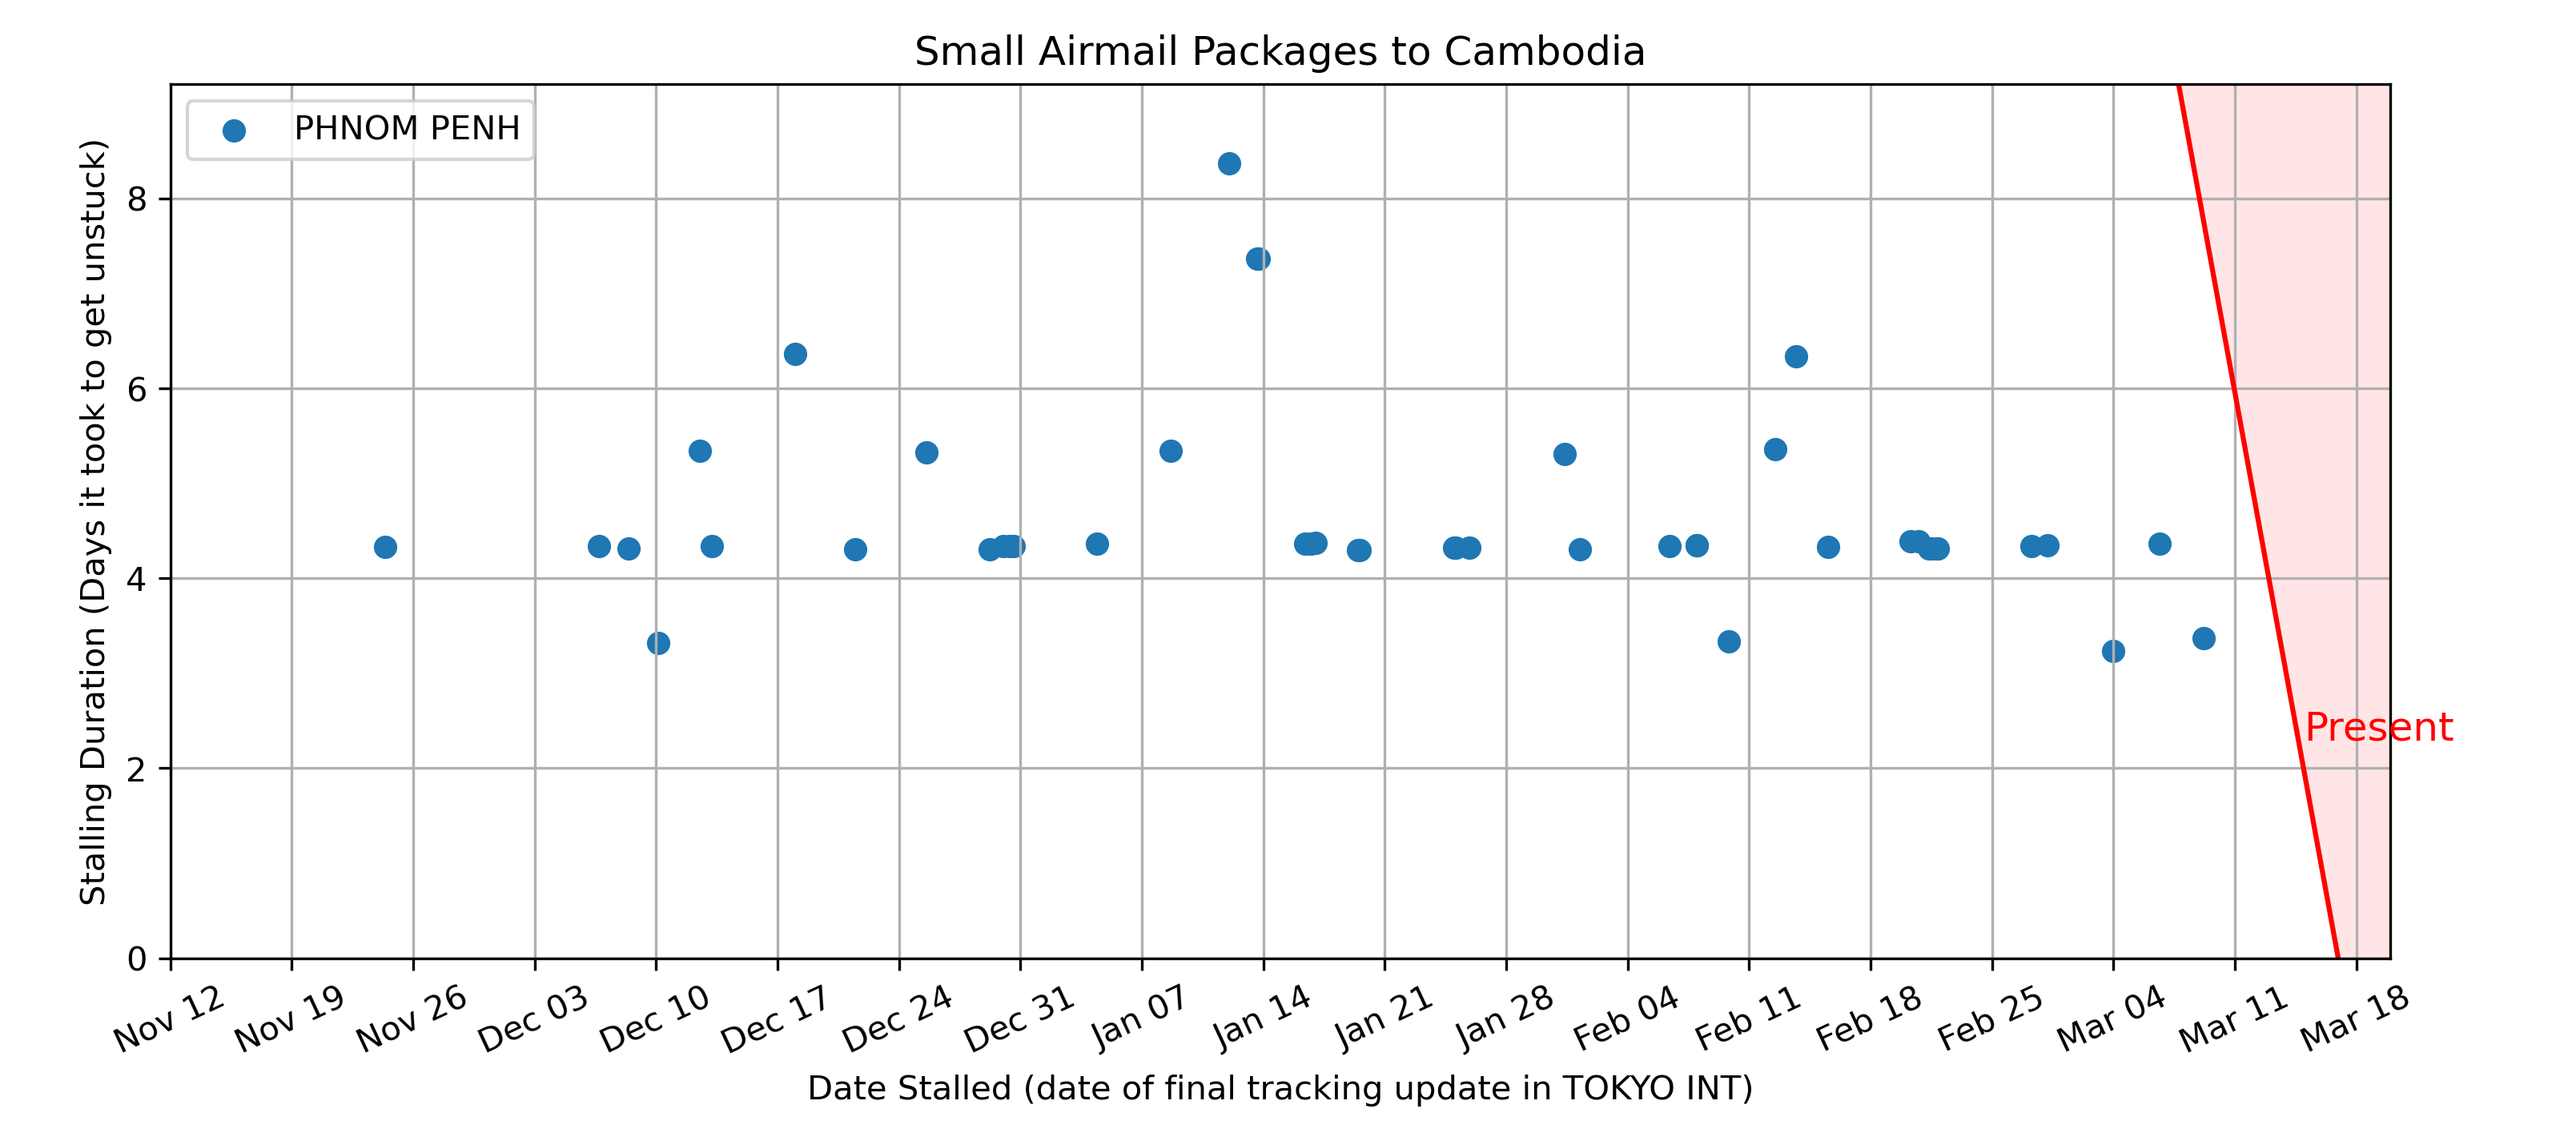 Small Airmail Packages to Cambodia
PHNOM PENH
Stalling Duration (Days it took to get unstuck)
8
6
4
2
0
Present
Nov 12
Nov 19
Nov 26
Dec 03
Dec 10
Dec 17
Dec 24
Dec 31
Jan 07
Jan 14
Jan 21
Jan 28
Feb 04
Feb 11
Feb 18
Feb 25
Mar 04
Mar 11
Mar 18
Date Stalled (date of final tracking update in TOKYO INT)